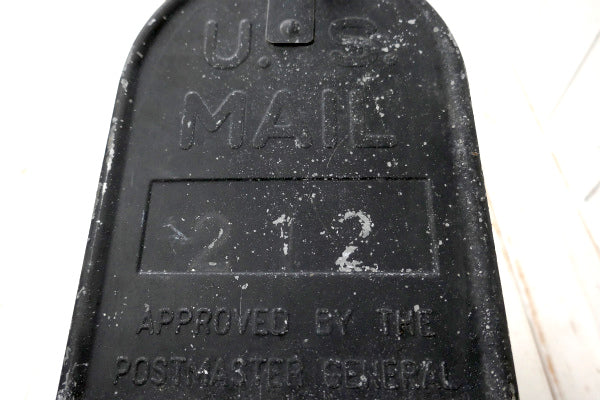 U. S.
MAIL
212
APPROVED BY THE
POSTMASTER GENERAL